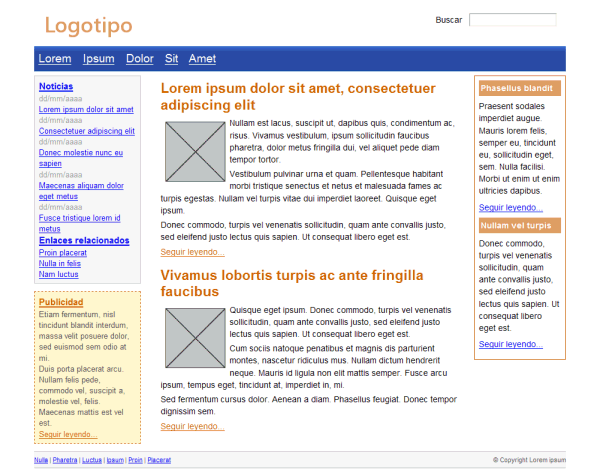 Logotipo
Buscar
Lorem Ipsum Dolor Sit Amet
Noticias
dd/mm/aaaa
Lorem ipsum dolor sit amet
dd/mm/aaaa
Consectetuer adipiscing elit
dd/mm/aaaa
Donec molestie nunc eu
sapien
dd/mm/aaaa
Maecenas aliquam dolor
eget metus
dd/mm/aaaa
Fusce tristique lorem id
metus
Enlaces relacionados
Proin placerat
Nulla in felis
Nam luctus
Publicidad
Etiam fermentum, nisl
tincidunt blandit interdum,
massa velit posuere dolor,
sed euismod sem odio at
mi.
Duis porta placerat arcu.
Nullam felis pede,
commodo vel, suscipit a,
molestie vel, felis.
Maecenas mattis est vel
est.
Seguir leyendo...
Lorem ipsum dolor sit amet, consectetuer
adipiscing elit
Nullam est lacus, suscipit ut, dapibus quis, condimentum ac,
risus. Vivamus vestibulum, ipsum sollicitudin faucibus
pharetra, dolor metus fringilla dui, vel aliquet pede diam
tempor tortor.
Vestibulum pulvinar urna et quam. Pellentesque habitant
morbi tristique senectus et netus et malesuada fames ac
turpis egestas. Nullam vel turpis vitae dui imperdiet laoreet. Quisque eget
ipsum.
Donec commodo, turpis vel venenatis sollicitudin, quam ante convallis justo,
sed eleifend justo lectus quis sapien. Ut consequat libero eget est.
Seguir leyendo...
Vivamus lobortis turpis ac ante fringilla
faucibus
Quisque eget ipsum. Donec commodo, turpis vel venenatis
sollicitudin, quam ante convallis justo, sed eleifend justo
lectus quis sapien. Ut consequat libero eget est.
Cum sociis natoque penatibus et magnis dis parturient
montes, nascetur ridiculus mus. Nullam dictum hendrerit
neque. Mauris id ligula non elit mattis semper. Fusce arcu
ipsum, tempus eget, tincidunt at, imperdiet in, mi.
Sed fermentum cursus dolor. Aenean a diam. Phasellus feugiat. Donec tempor
dignissim sem.
Seguir leyendo...
Phasellus blandit
Praesent sodales
imperdiet augue.
Mauris lorem felis,
semper eu, tincidunt
eu, sollicitudin eget,
sem. Nulla facilisi.
Morbi ut enim ut enim
ultricies dapibus.
Seguir leyendo...
Nullam vel turpis
Donec commodo,
turpis vel venenatis
sollicitudin, quam
ante convallis justo,
sed eleifend justo
lectus quis sapien. Ut
consequat libero eget
est.
Seguir leyendo...
Nulla | Pharetra | Luctus | Ipsum | Proin | Placerat
© Copyright Lorem ipsum